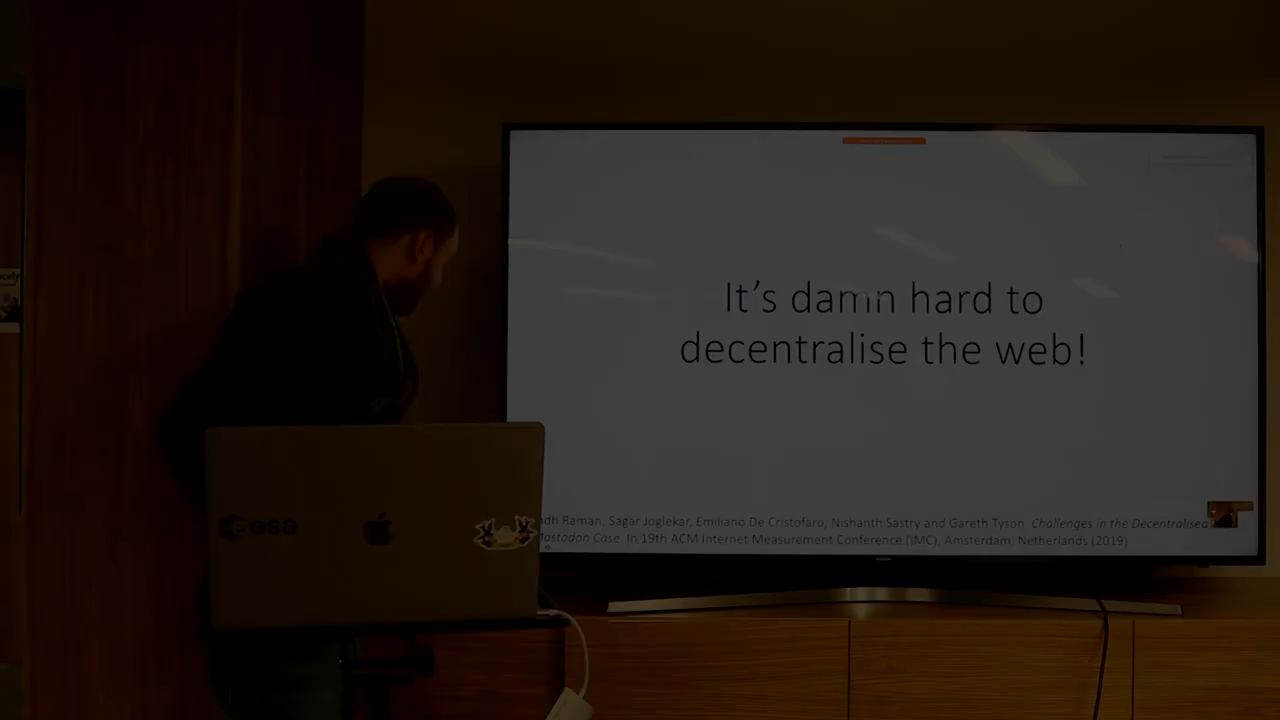 It's damn hard to
decentralise the web!
dh Raman, Sagar Joglekar, Emiliano De Cristofaro, Nishanth Sastry and Gareth Tyson. Challenges in the Decentralised
Mastodon Case. In 19th ACM Internet Measurement Conference (IMC), Amsterdam, Netherlands (2019)
esa